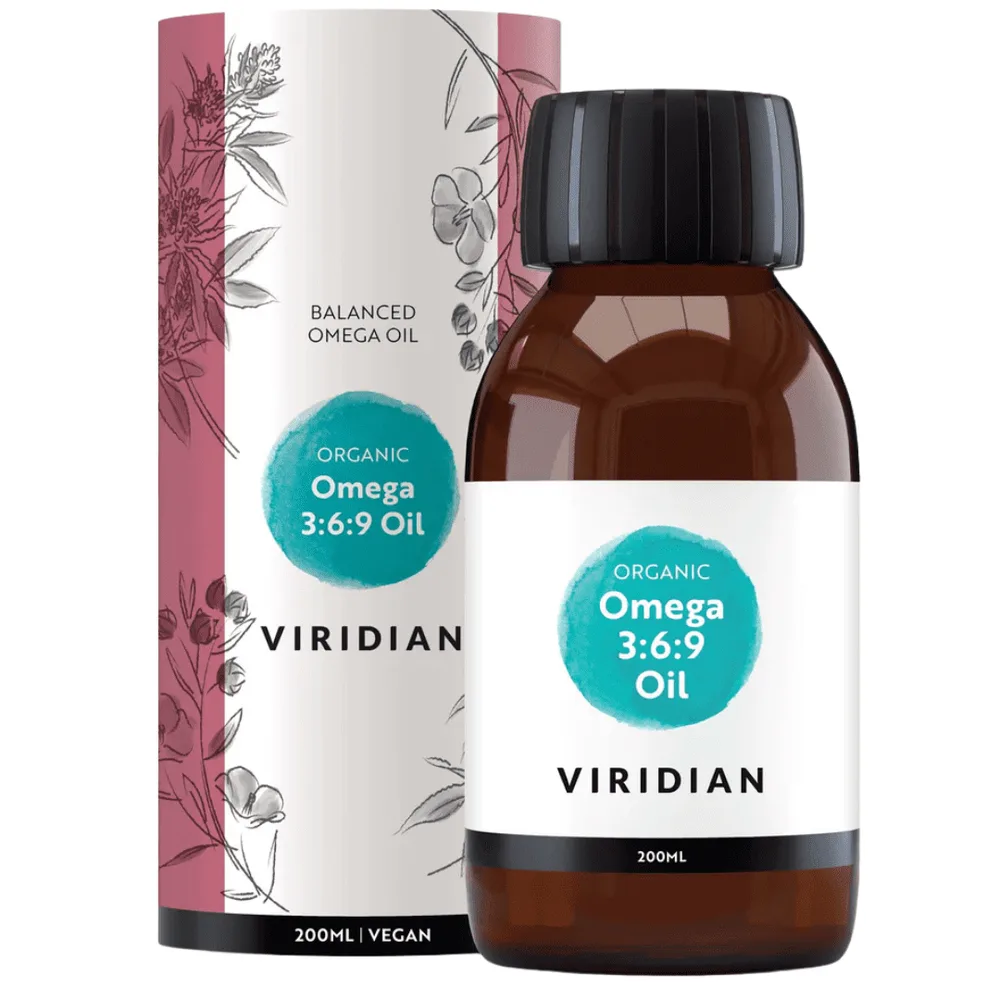 BALANCED
OMEGA OIL
ORGANIC
Omega
3:6:9 Oil
VIRIDIAN
200ML | VEGAN
ORGANIC
Omega
3:6:9
Oil
VIRIDIAN
200ML